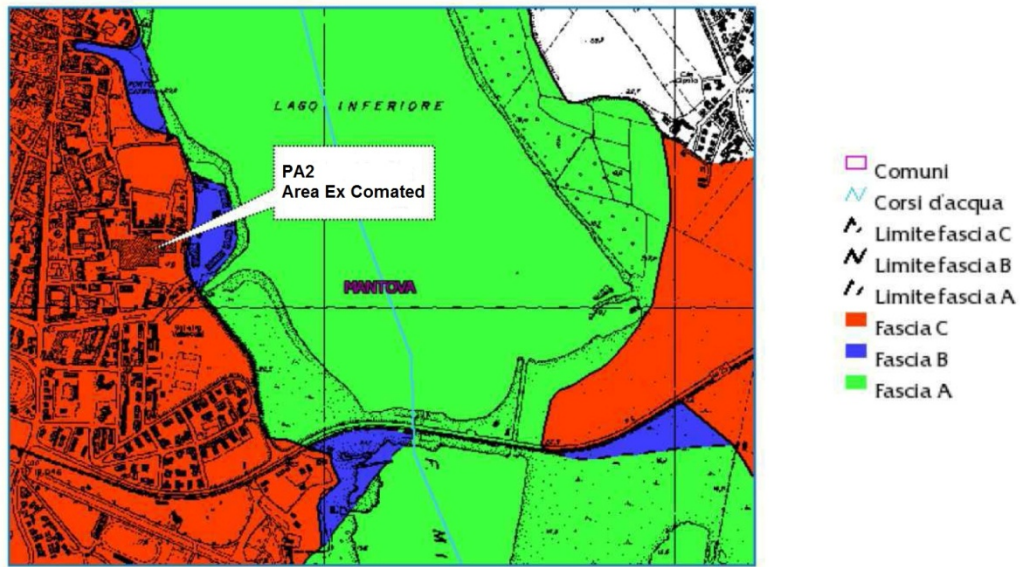 LAGO INFERIORE
PA2
Area Ex Comated
MANTOVA
Comuni
Corsi d'acqua
Limite fascia C
Limite fascia B
Limite fascia A
Fascia C
Fascia B
Fascia A
F
M I